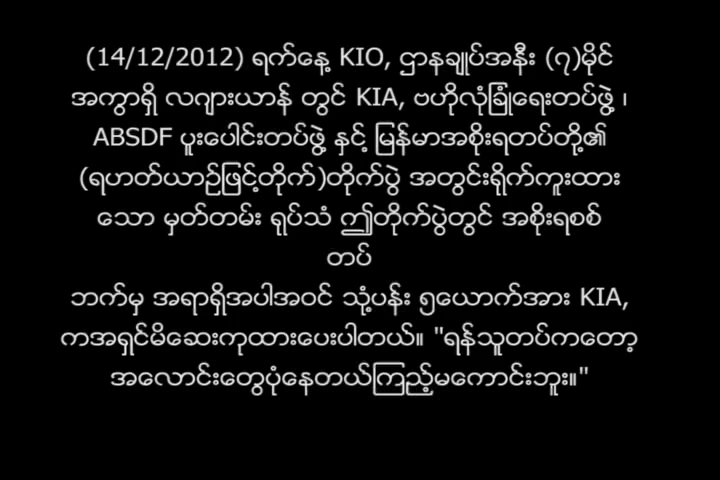 (14/12/2012) ရက်နေ့ KIO, ဌာနချုပ်အနီး (၇)မိုင်
အကွာရှိ လဂျားယာန် တွင် KIA, ဗဟိုလုံခြုံရေးတပ်ဖွဲ့ ၊
ABSDF ပူးပေါင်းတပ်ဖွဲ့ နှင့် မြန်မာအစိုးရတပ်တို့၏
(ရဟတ်ယာဉ်ဖြင့်တိုက်)တိုက်ပွဲ အတွင်းရိုက်ကူးထား
သော မှတ်တမ်း ရုပ်သံ ဤတိုက်ပွဲတွင် အစိုးရစစ်
တပ်
ဘက်မှ အရာရှိအပါအဝင် သုံ့ပန်း ၅ယောက်အား KIA,
ကအရှင်မိဆေးကုထားပေးပါတယ်။ "ရန်သူတပ်ကတော့
အလောင်းတွေပုံနေတယ်ကြည့်မကောင်းဘူး။"